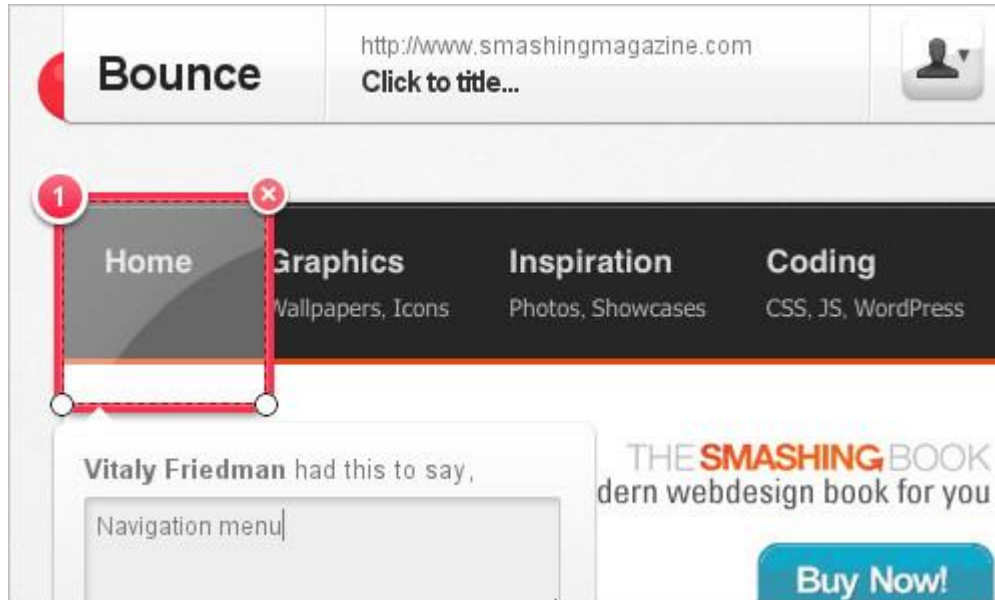 Bounce
http://www.smashingmagazine.com
Click to title...
1
Home Graphics Inspiration Coding
Wallpapers, Icons Photos, Showcases CSS, JS, WordPress
Vitaly Friedman had this to say,
Navigation menu
THE SMASHING BOOK
dern webdesign book for you
Buy Now!